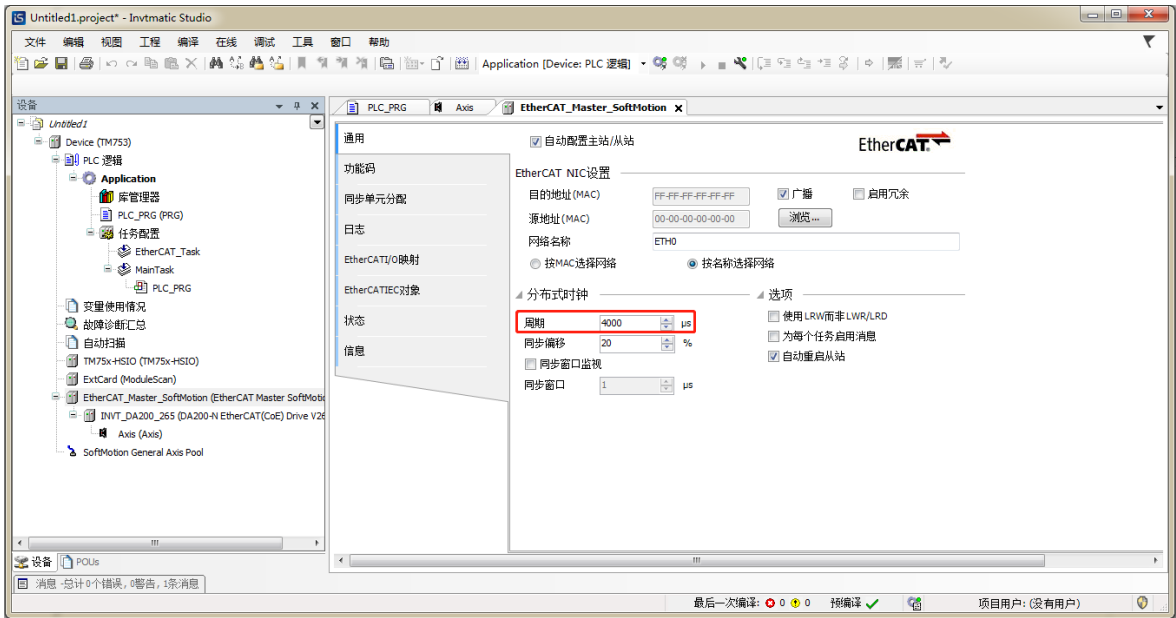 Untitled1.project* - Invtmatic Studio
文件 编辑 视图 工程 编译 在线 调试 工具 窗口 帮助
Application [Device: PLC 逻辑]
设备
Untitled1
Device (TM753)
PLC 逻辑
Application
库管理器
PLC_PRG (PRG)
任务配置
EtherCAT_Task
MainTask
PLC_PRG
变量使用情况
故障诊断汇总
自动扫描
TM75x-HSIO (TM75x-HSIO)
ExtCard (ModuleScan)
EtherCAT_Master_SoftMotion (EtherCAT Master SoftMotio
INVT_DA200_265 (DA200-N EtherCAT(CoE) Drive V26
Axis (Axis)
SoftMotion General Axis Pool
设备 POUs
PLC_PRG Axis EtherCAT_Master_SoftMotion
通用
功能码
同步单元分配
日志
EtherCATI/O映射
EtherCATIEC对象
状态
信息
自动配置主站/从站
EtherCAT
EtherCAT NIC设置
目的地址(MAC) FF-FF-FF-FF-FF-FF 广播 启用冗余
源地址(MAC) 00-00-00-00-00-00 浏览...
网络名称 ETH0
按MAC选择网络 按名称选择网络
分布式时钟
周期 4000 µs
同步偏移 20 %
同步窗口监视
同步窗口 1 µs
选项
使用LRW而非LWR/LRD
为每个任务启用消息
自动重启从站
消息 -总计0个错误, 0警告, 1条消息
最后一次编译: 0 0 预编译 项目用户: (没有用户)